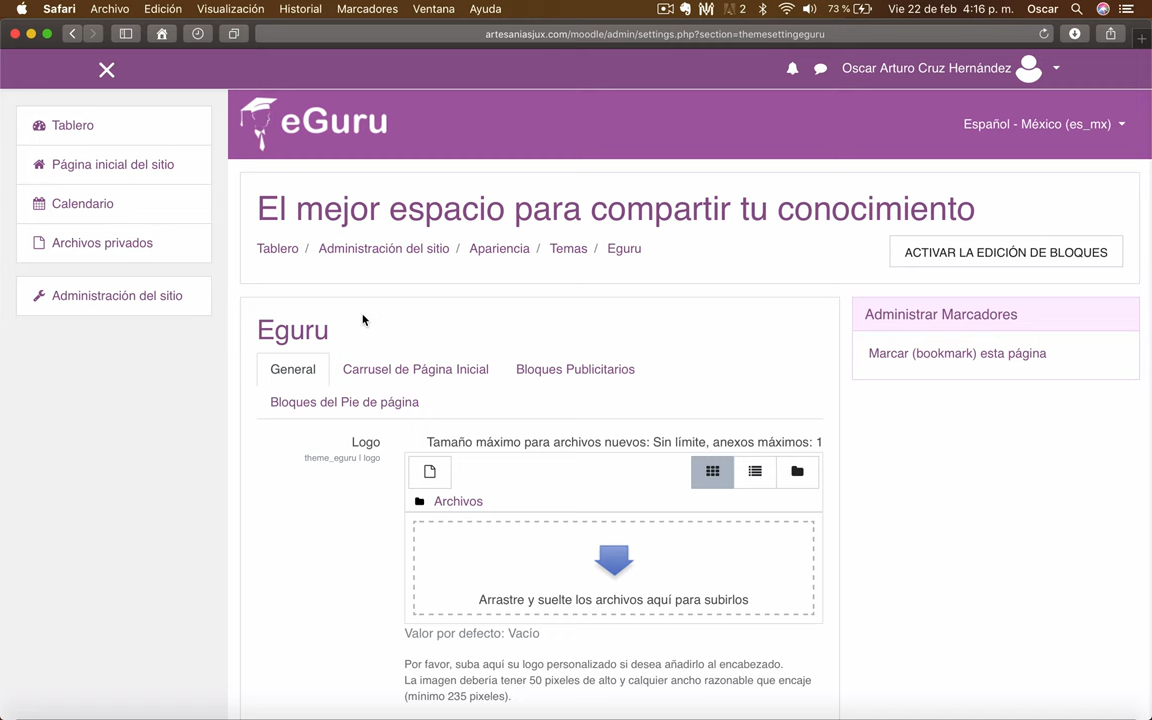 Safari Archivo Edición Visualización Historial Marcadores Ventana Ayuda 2 73 % Vie 22 de feb 4:16 p. m. Oscar
artesaniasjux.com/moodle/admin/settings.php?section=themesettingeguru
Oscar Arturo Cruz Hernández
eGuru
Español - México (es_mx)
Tablero
Página inicial del sitio
Calendario
Archivos privados
Administración del sitio
El mejor espacio para compartir tu conocimiento
Tablero / Administración del sitio / Apariencia / Temas / Eguru
ACTIVAR LA EDICIÓN DE BLOQUES
Eguru
General Carrusel de Página Inicial Bloques Publicitarios
Bloques del Pie de página
Logo
theme_eguru | logo
Tamaño máximo para archivos nuevos: Sin límite, anexos máximos: 1
Archivos
Arrastre y suelte los archivos aquí para subirlos
Valor por defecto: Vacío
Por favor, suba aquí su logo personalizado si desea añadirlo al encabezado.
La imagen debería tener 50 pixeles de alto y calquier ancho razonable que encaje
(mínimo 235 pixeles).
Administrar Marcadores
Marcar (bookmark) esta página